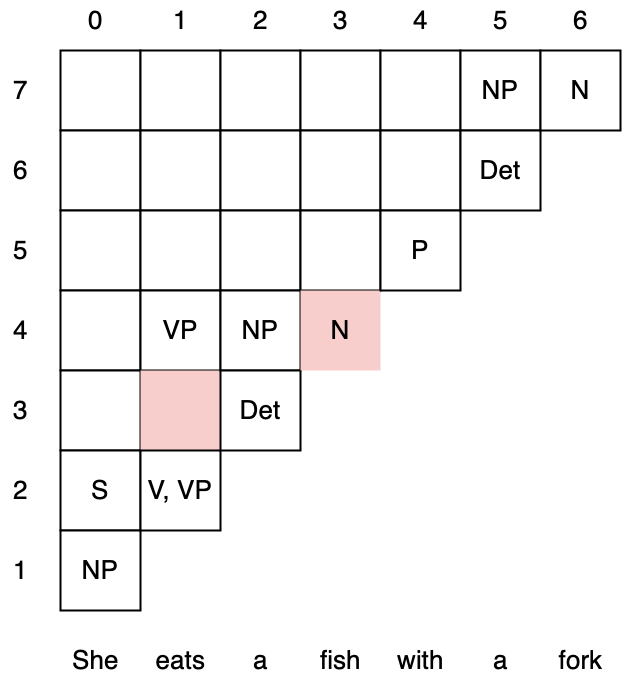 0 1 2 3 4 5 6
7 NP N
6 Det
5 P
4 VP NP N
3 Det
2 S V, VP
1 NP
She eats a fish with a fork